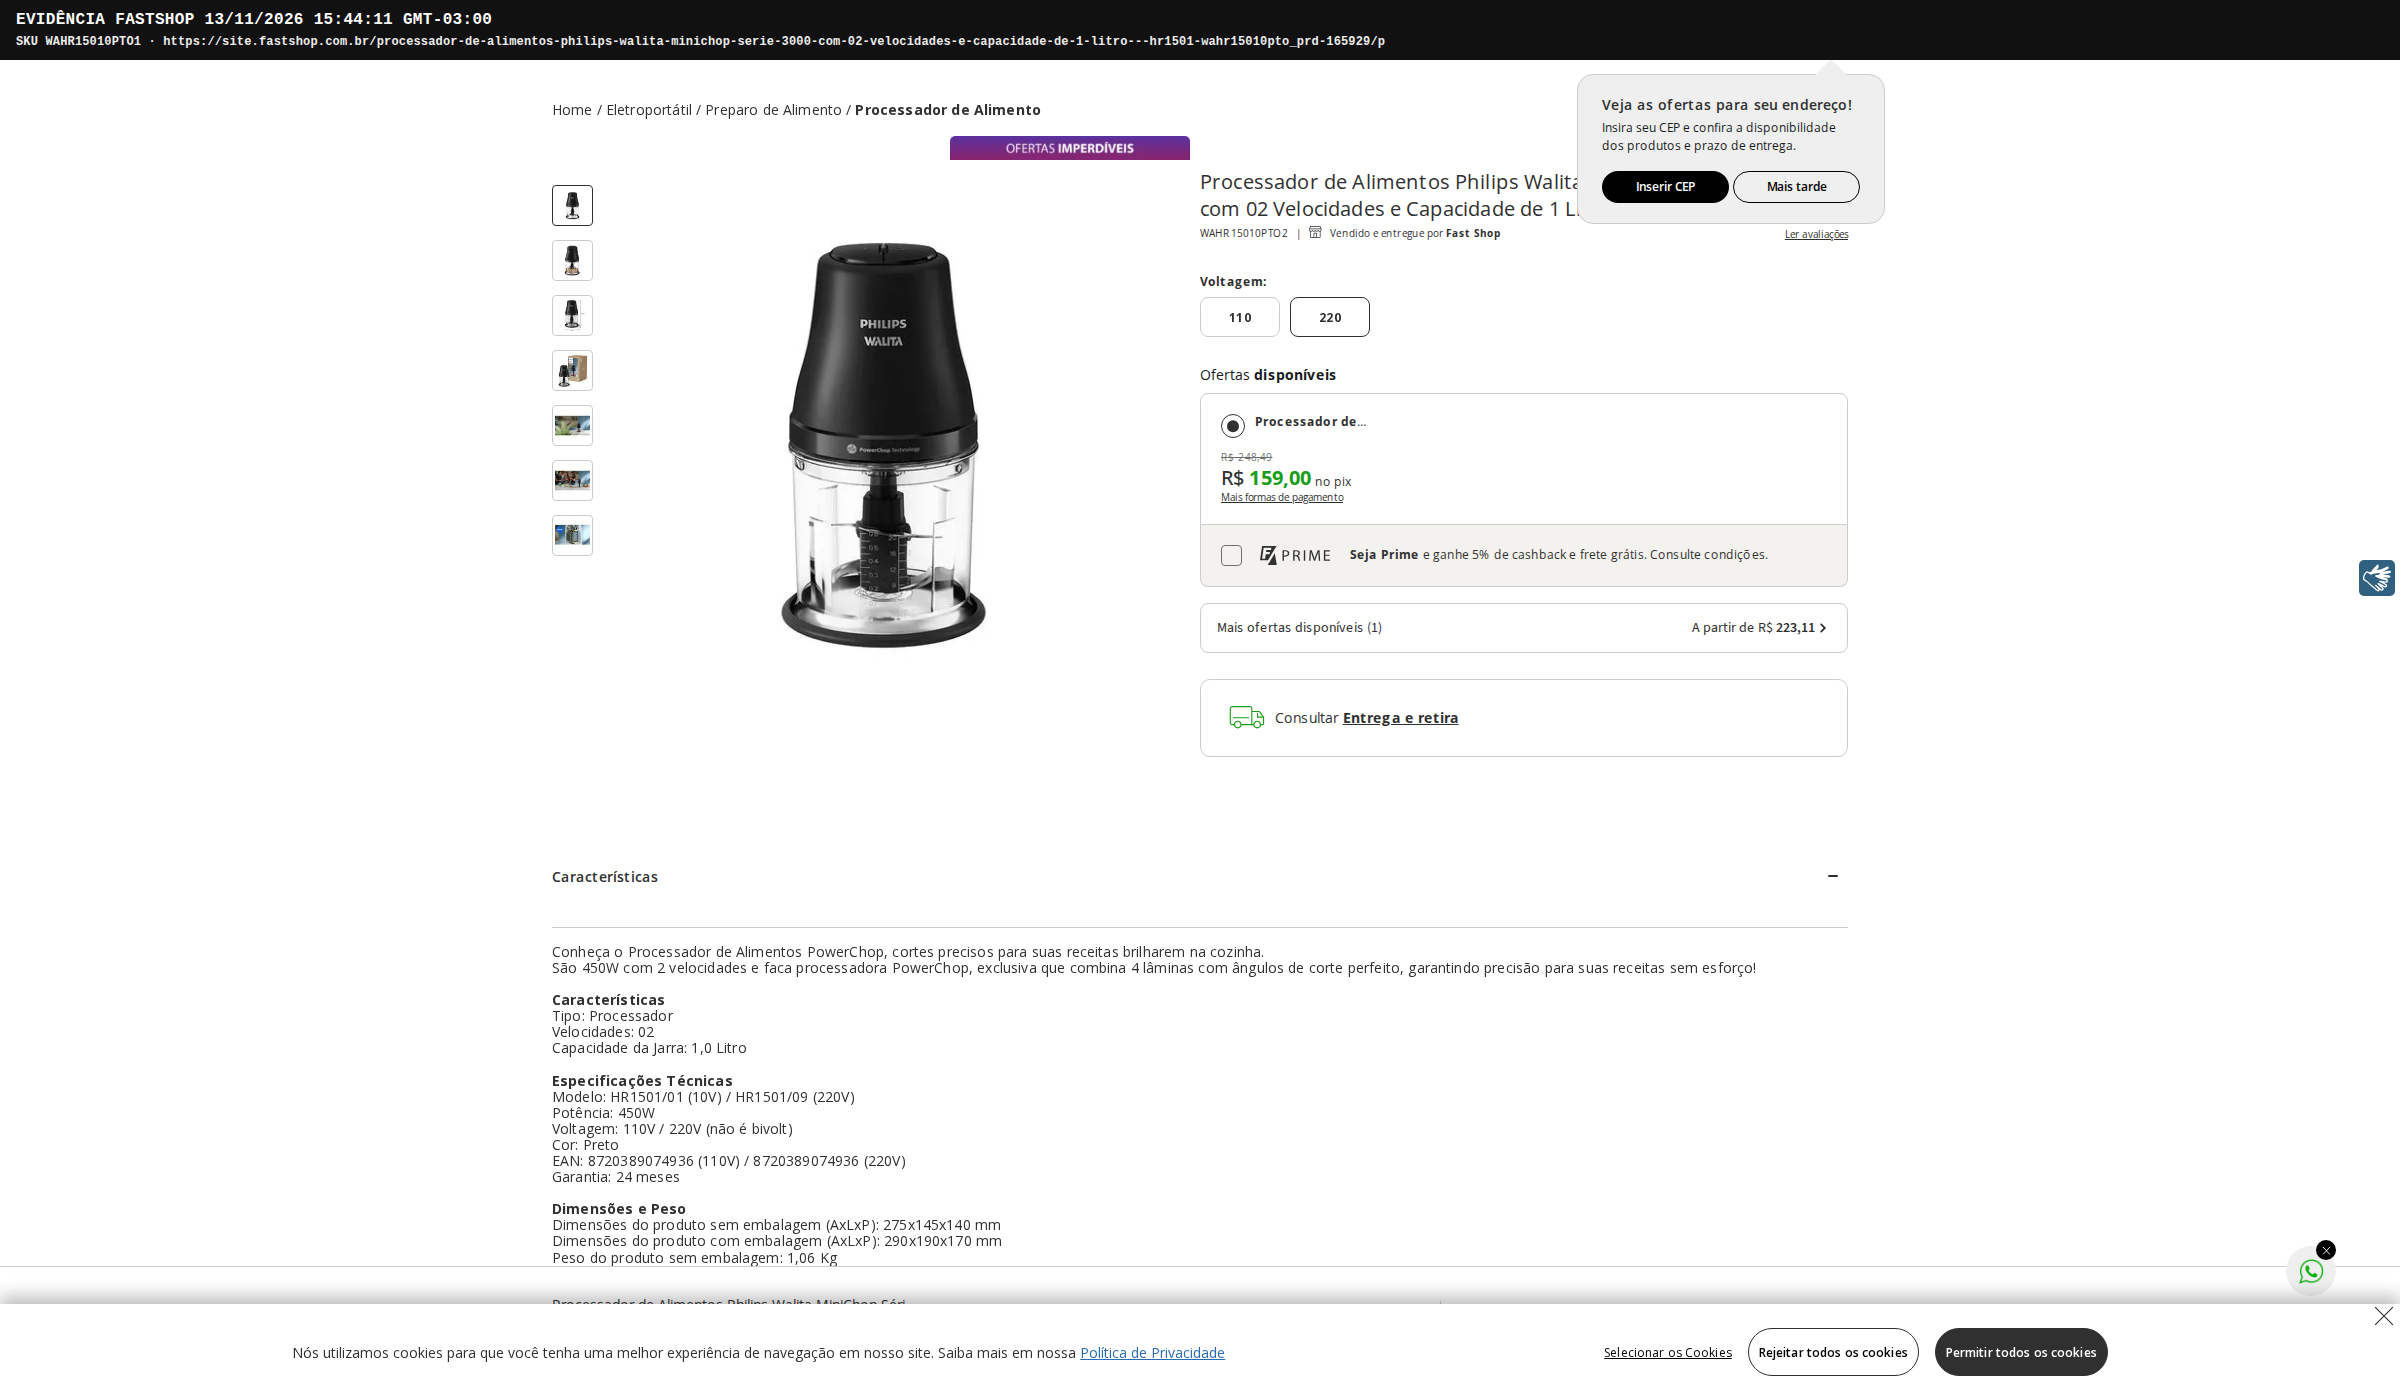 EVIDÊNCIA FASTSHOP 13/11/2026 15:44:11 GMT-03:00
SKU WAHR15010PTO1 · https://site.fastshop.com.br/processador-de-alimentos-philips-walita-minichop-serie-3000-com-02-velocidades-e-capacidade-de-1-litro---hr1501-wahr15010pto_prd-165929/p
Home / Eletroportátil / Preparo de Alimento / Processador de Alimento
Veja as ofertas para seu endereço!
Insira seu CEP e confira a disponibilidade
dos produtos e prazo de entrega.
Inserir CEP
Mais tarde
OFERTAS IMPERDÍVEIS
Processador de Alimentos Philips Walita
com 02 Velocidades e Capacidade de 1 L
WAHR15010PTO2 | Vendido e entregue por Fast Shop
Ler avaliações
PHILIPS
WALITA
PowerChop Technology
Voltagem:
110
220
Ofertas disponíveis
Processador de...
R$ 248,49
R$ 159,00 no pix
Mais formas de pagamento
PRIME
Seja Prime e ganhe 5% de cashback e frete grátis. Consulte condições.
Mais ofertas disponíveis (1)
A partir de R$ 223,11
Consultar Entrega e retira
Características
Conheça o Processador de Alimentos PowerChop, cortes precisos para suas receitas brilharem na cozinha.
São 450W com 2 velocidades e faca processadora PowerChop, exclusiva que combina 4 lâminas com ângulos de corte perfeito, garantindo precisão para suas receitas sem esforço!
Características
Tipo: Processador
Velocidades: 02
Capacidade da Jarra: 1,0 Litro
Especificações Técnicas
Modelo: HR1501/01 (10V) / HR1501/09 (220V)
Potência: 450W
Voltagem: 110V / 220V (não é bivolt)
Cor: Preto
EAN: 8720389074936 (110V) / 8720389074936 (220V)
Garantia: 24 meses
Dimensões e Peso
Dimensões do produto sem embalagem (AxLxP): 275x145x140 mm
Dimensões do produto com embalagem (AxLxP): 290x190x170 mm
Peso do produto sem embalagem: 1,06 Kg
Processador de Alimentos Philips Walita MiniChop Séri
Nós utilizamos cookies para que você tenha uma melhor experiência de navegação em nosso site. Saiba mais em nossa Política de Privacidade
Selecionar os Cookies
Rejeitar todos os cookies
Permitir todos os cookies